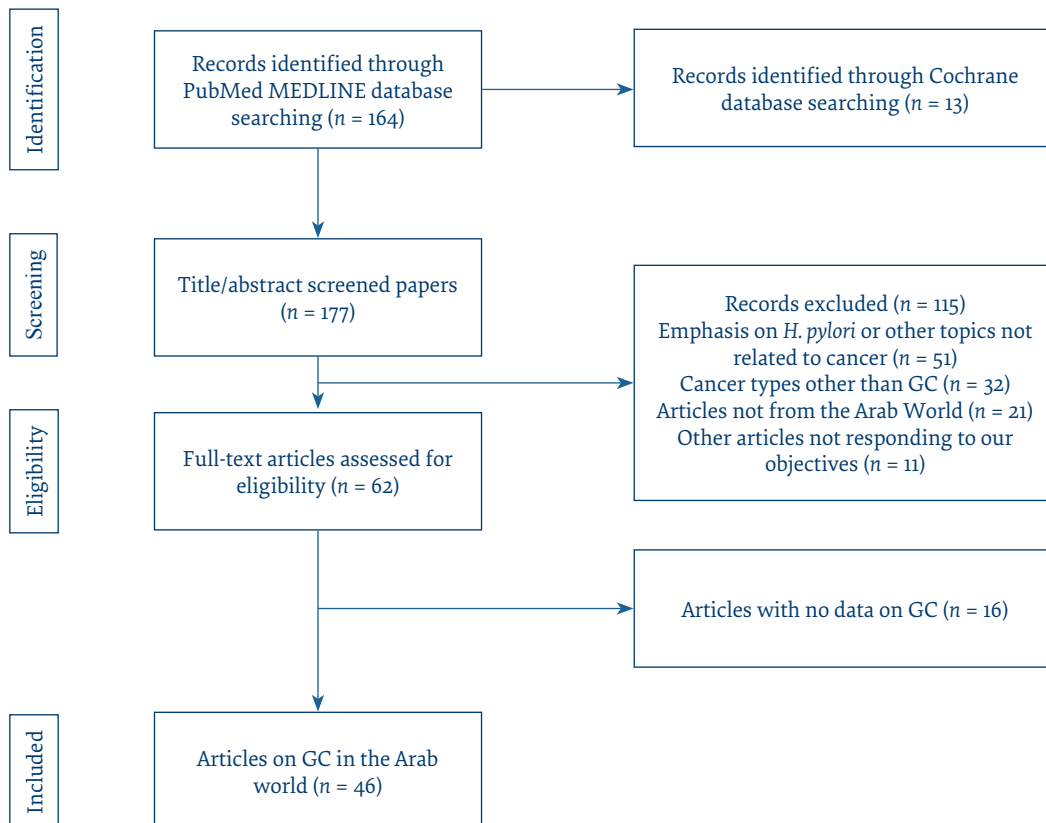 Identification
Records identified through
PubMed MEDLINE database
searching (n = 164)
Records identified through Cochrane
database searching (n = 13)
Screening
Title/abstract screened papers
(n = 177)
Records excluded (n = 115)
Emphasis on H. pylori or other topics not
related to cancer (n = 51)
Cancer types other than GC (n = 32)
Articles not from the Arab World (n = 21)
Other articles not responding to our
objectives (n = 11)
Eligibility
Full-text articles assessed for
eligibility (n = 62)
Articles with no data on GC (n = 16)
Included
Articles on GC in the Arab
world (n = 46)